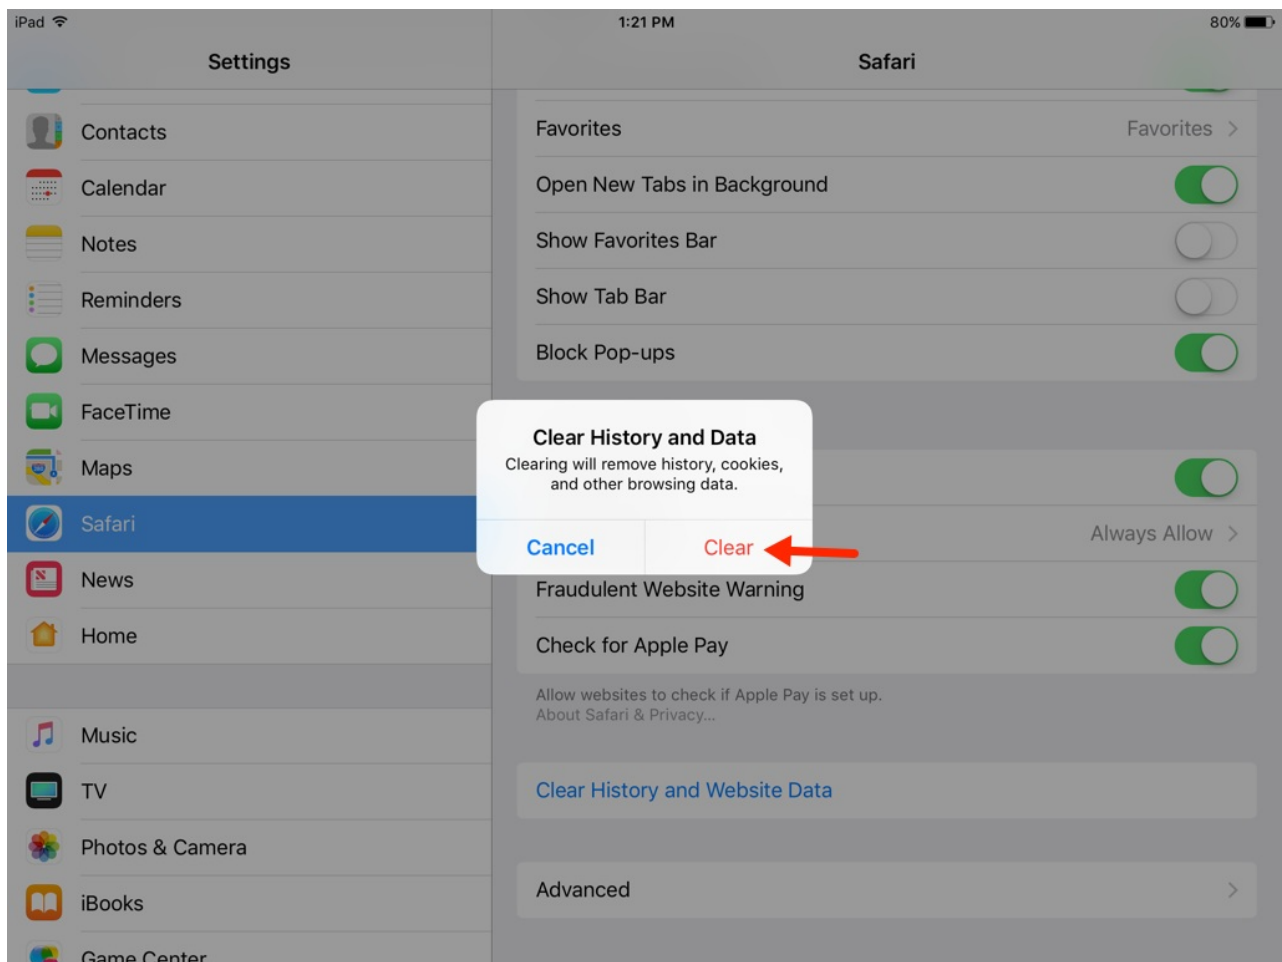 iPad
1:21 PM
80%
Settings
Safari
Contacts
Calendar
Notes
Reminders
Messages
FaceTime
Maps
Safari
News
Home
Music
TV
Photos & Camera
iBooks
Game Center
Favorites
Favorites
Open New Tabs in Background
Show Favorites Bar
Show Tab Bar
Block Pop-ups
Clear History and Data
Clearing will remove history, cookies,
and other browsing data.
Cancel
Clear
Always Allow
Fraudulent Website Warning
Check for Apple Pay
Allow websites to check if Apple Pay is set up.
About Safari & Privacy...
Clear History and Website Data
Advanced